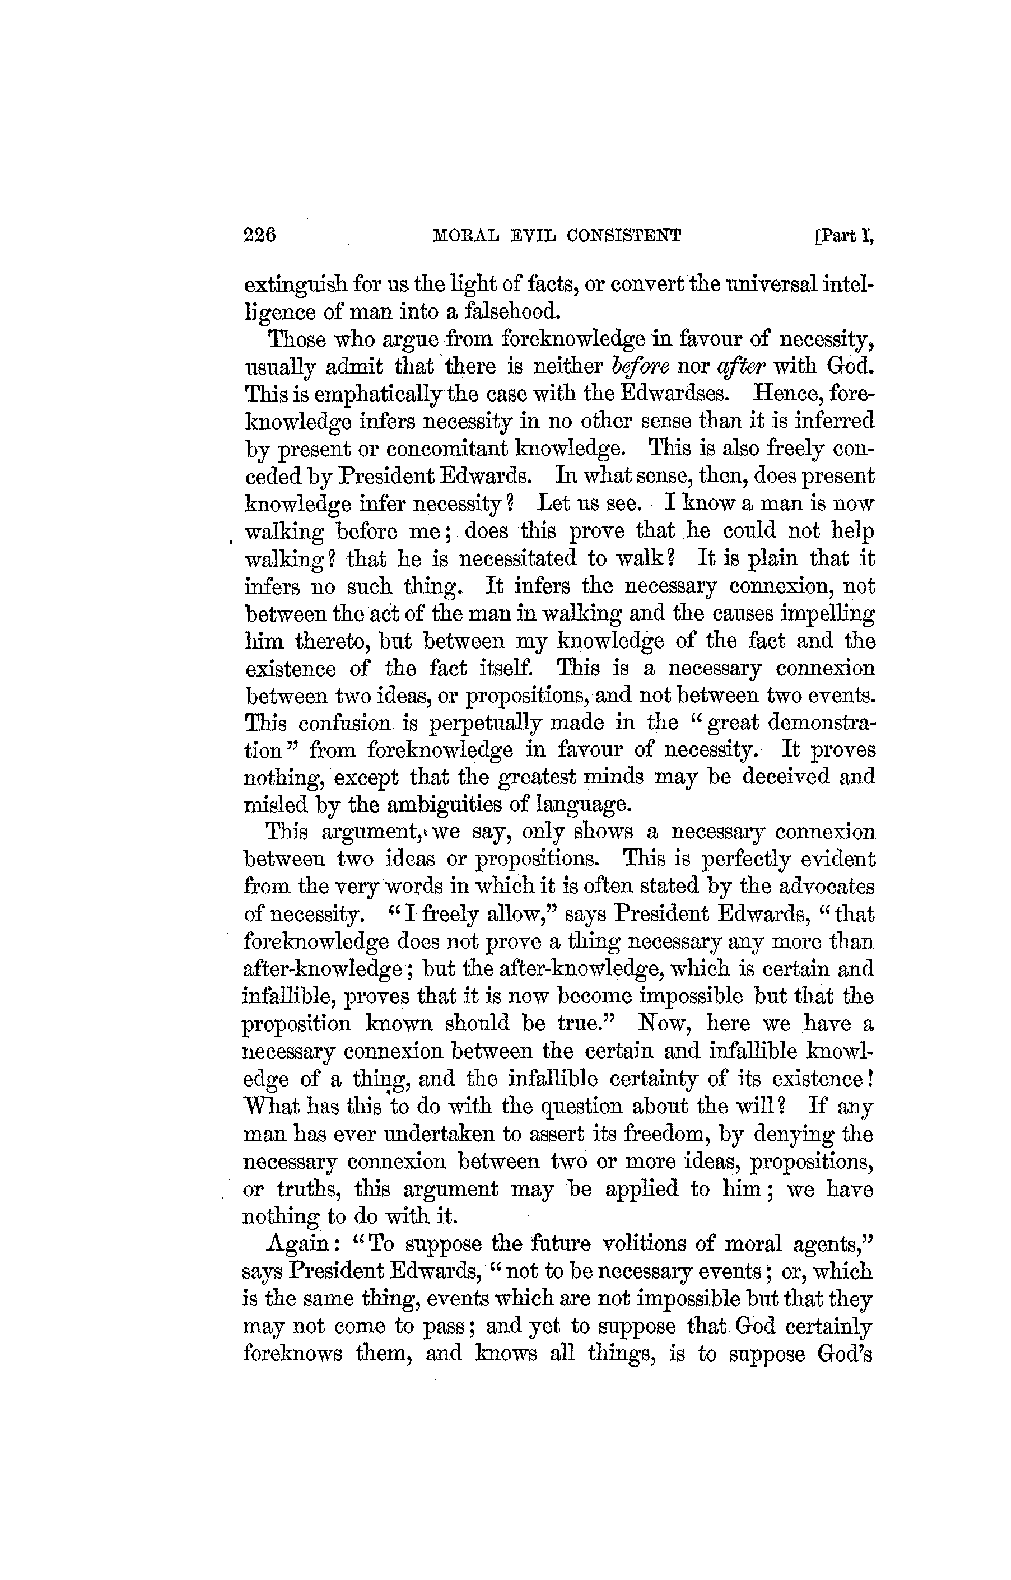 226 MORAL EVIL CONSISTENT [Part I,
extinguish for us the light of facts, or convert the universal intel-
ligence of man into a falsehood.
Those who argue from foreknowledge in favour of necessity,
usually admit that there is neither before nor after with God.
This is emphatically the case with the Edwardses. Hence, fore-
knowledge infers necessity in no other sense than it is inferred
by present or concomitant knowledge. This is also freely con-
ceded by President Edwards. In what sense, then, does present
knowledge infer necessity? Let us see. I know a man is now
walking before me; does this prove that he could not help
walking? that he is necessitated to walk? It is plain that it
infers no such thing. It infers the necessary connexion, not
between the act of the man in walking and the causes impelling
him thereto, but between my knowledge of the fact and the
existence of the fact itself. This is a necessary connexion
between two ideas, or propositions, and not between two events.
This confusion is perpetually made in the "great demonstra-
tion" from foreknowledge in favour of necessity. It proves
nothing, except that the greatest minds may be deceived and
misled by the ambiguities of language.
This argument, we say, only shows a necessary connexion
between two ideas or propositions. This is perfectly evident
from the very words in which it is often stated by the advocates
of necessity. "I freely allow," says President Edwards, "that
foreknowledge does not prove a thing necessary any more than
after-knowledge; but the after-knowledge, which is certain and
infallible, proves that it is now become impossible but that the
proposition known should be true." Now, here we have a
necessary connexion between the certain and infallible knowl-
edge of a thing, and the infallible certainty of its existence!
What has this to do with the question about the will? If any
man has ever undertaken to assert its freedom, by denying the
necessary connexion between two or more ideas, propositions,
or truths, this argument may be applied to him; we have
nothing to do with it.
Again: "To suppose the future volitions of moral agents,"
says President Edwards, "not to be necessary events; or, which
is the same thing, events which are not impossible but that they
may not come to pass; and yet to suppose that God certainly
foreknows them, and knows all things, is to suppose God's